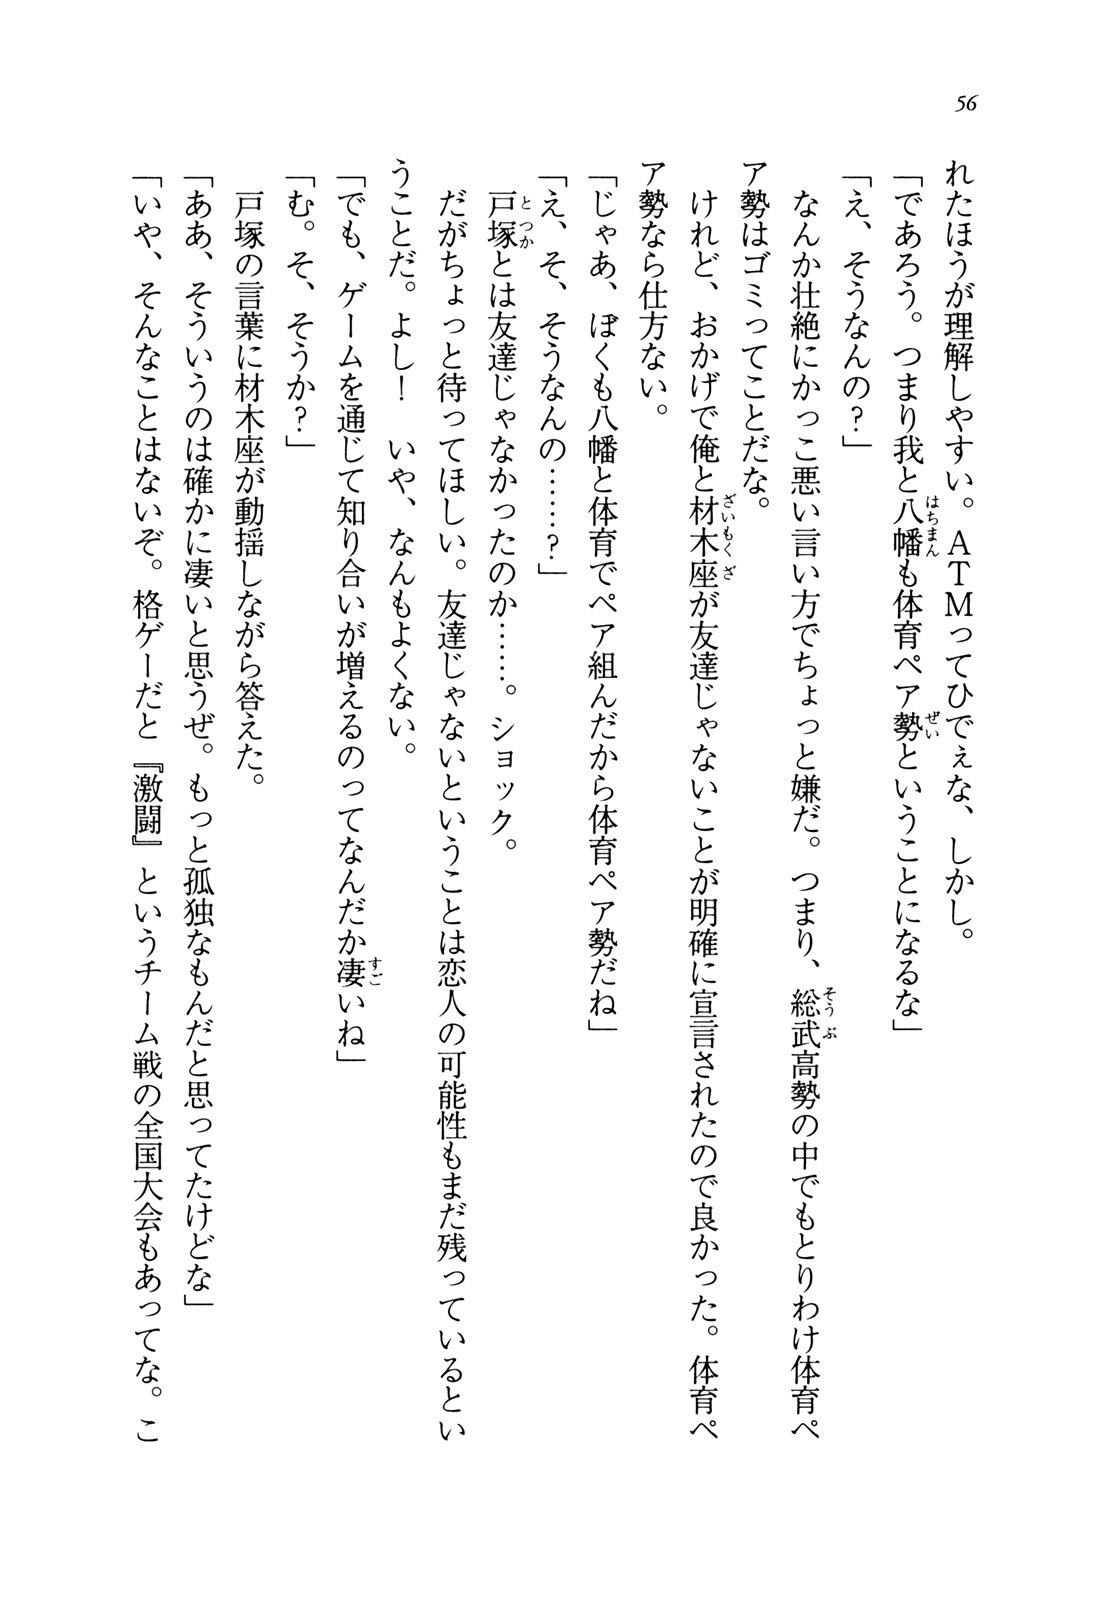 56
れたほうが理解しやすい。ATMってひでぇな、しかし。
「であろう。つまり我と八幡も体育ペア勢ということになるな」
「え、そうなんの？」
なんか壮絶にかっこ悪い言い方でちょっと嫌だ。つまり、総武高勢の中でもとりわけ体育ペ
ア勢はゴミってことだな。
けれど、おかげで俺と材木座が友達じゃないことが明確に宣言されたので良かった。体育ペ
ア勢なら仕方ない。
「じゃあ、ぼくも八幡と体育でペア組んだから体育ペア勢だね」
「え、そ、そうなんの……？」
戸塚とは友達じゃなかったのか……。ショック。
だがちょっと待ってほしい。友達じゃないということは恋人の可能性もまだ残っているとい
うことだ。よし！　いや、なんもよくない。
「でも、ゲームを通じて知り合いが増えるのってなんだか凄いね」
「む。そ、そうか？」
戸塚の言葉に材木座が動揺しながら答えた。
「ああ、そういうのは確かに凄いと思うぜ。もっと孤独なもんだと思ってたけどな」
「いや、そんなことはないぞ。格ゲーだと『激闘』というチーム戦の全国大会もあってな。こ